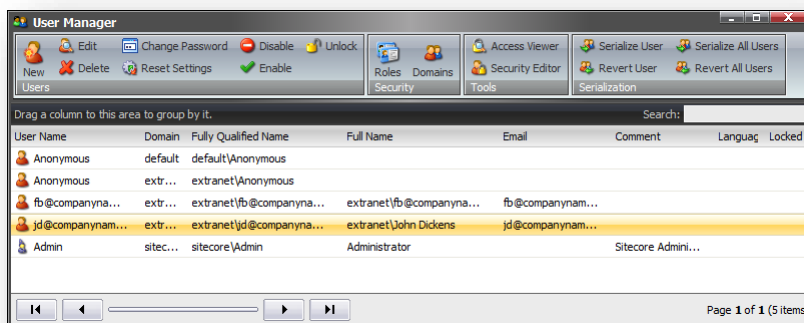 User Manager
Edit Change Password Disable Unlock Access Viewer Serialize User Serialize All Users
New Delete Reset Settings Enable Roles Domains Security Editor Revert User Revert All Users
Users Security Tools Serialization
Drag a column to this area to group by it. Search:
User Name Domain Fully Qualified Name Full Name Email Comment Languag Locked
Anonymous default default\Anonymous
Anonymous extr... extranet\Anonymous
fb@companyna... extr... extranet\fb@companyna... extranet\fb@companyna... fb@companynam...
jd@companynam... extr... extranet\jd@companyna... extranet\John Dickens jd@companynam...
Admin sitec... sitecore\Admin Administrator Sitecore Admini...
Page 1 of 1 (5 items